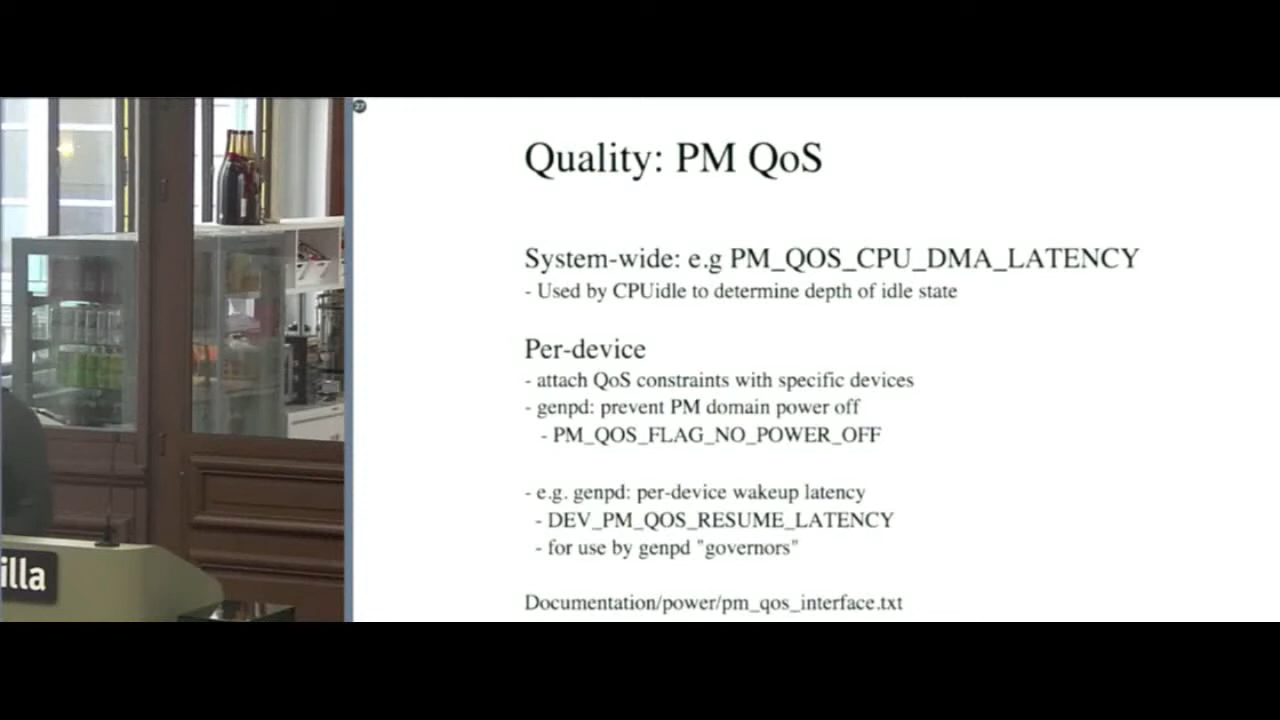 27
Quality: PM QoS
System-wide: e.g PM_QOS_CPU_DMA_LATENCY
- Used by CPUidle to determine depth of idle state
Per-device
- attach QoS constraints with specific devices
- genpd: prevent PM domain power off
- PM_QOS_FLAG_NO_POWER_OFF
- e.g. genpd: per-device wakeup latency
- DEV_PM_QOS_RESUME_LATENCY
- for use by genpd "governors"
Documentation/power/pm_qos_interface.txt
illa